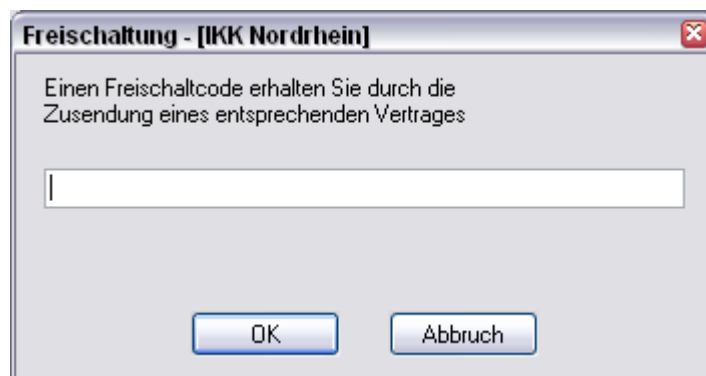 Freischaltung - [IKK Nordrhein]
Einen Freischaltcode erhalten Sie durch die
Zusendung eines entsprechenden Vertrages
OK
Abbruch